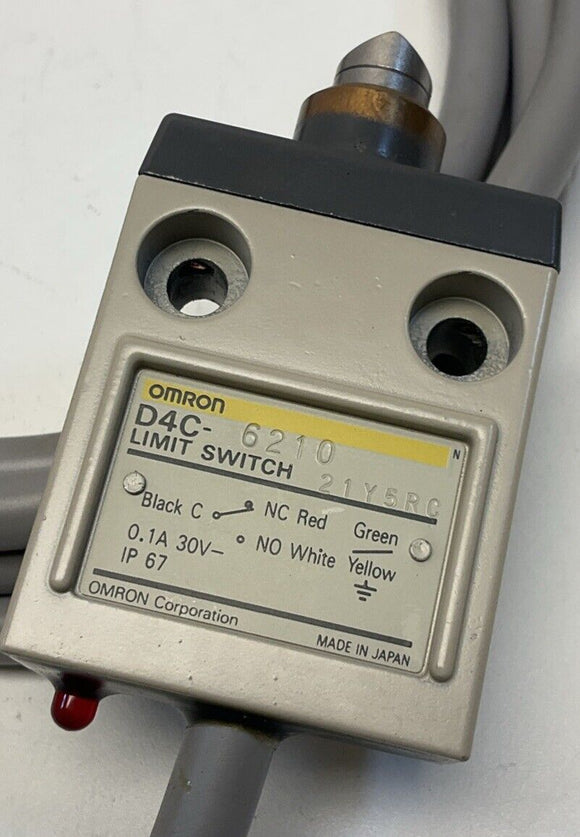 OMRON
D4C- 6210 N
LIMIT SWITCH 21Y5RC
Black C NC Red Green
0.1A 30V⎓ NO White Yellow
IP 67
OMRON Corporation MADE IN JAPAN